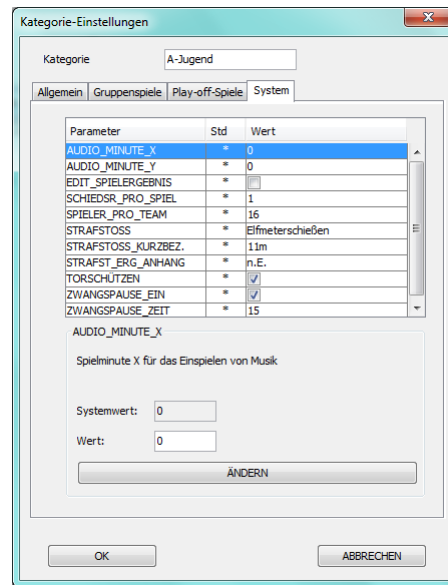 Kategorie-Einstellungen
Kategorie A-Jugend
Allgemein Gruppenspiele Play-off-Spiele System
Parameter Std Wert
AUDIO_MINUTE_X * 0
AUDIO_MINUTE_Y * 0
EDIT_SPIELERGEBNIS *
SCHIEDSR_PRO_SPIEL * 1
SPIELER_PRO_TEAM * 16
STRAFSTOSS * Elfmeterschießen
STRAFSTOSS_KURZBEZ. * 11m
STRAFST_ERG_ANHANG * n.E.
TORSCHÜTZEN *
ZWANGSPAUSE_EIN *
ZWANGSPAUSE_ZEIT * 15
AUDIO_MINUTE_X
Spielminute X für das Einspielen von Musik
Systemwert: 0
Wert: 0
ÄNDERN
OK ABBRECHEN